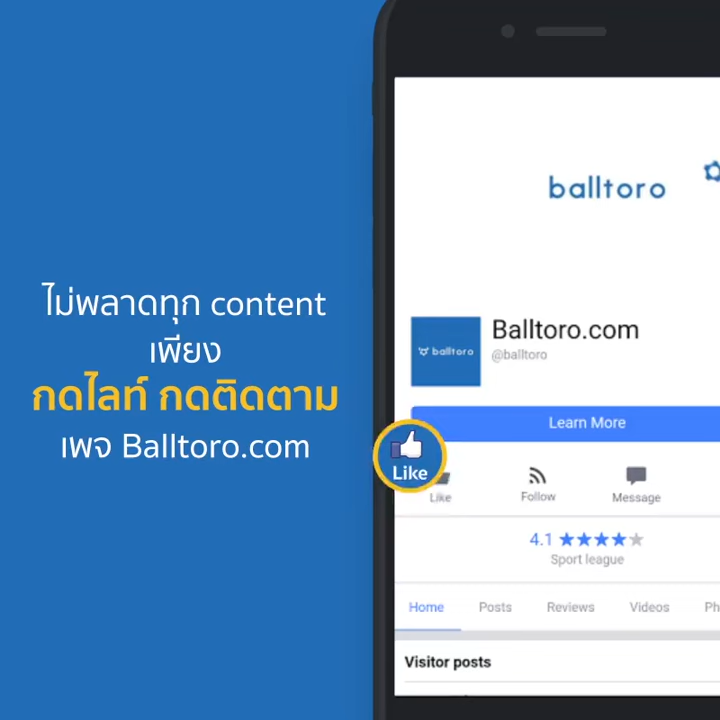 ไม่พลาดทุก content
เพียง
กดไลท์ กดติดตาม
เพจ Balltoro.com
balltoro
balltoro
Balltoro.com
@balltoro
Learn More
Like
Like
Follow
Message
4.1
Sport league
Home
Posts
Reviews
Videos
Ph
Visitor posts